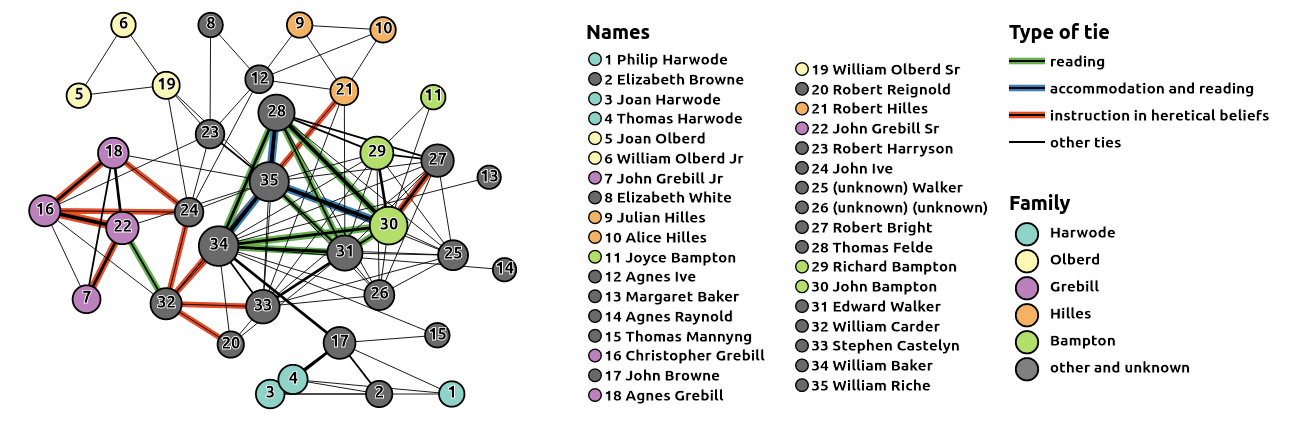 6
8
9
10
12
5
19
21
11
28
23
29
27
18
35
13
16
24
22
30
34
31
25
14
7
32
33
26
20
17
15
4
3
2
1
Names
1 Philip Harwode
2 Elizabeth Browne
3 Joan Harwode
4 Thomas Harwode
5 Joan Olberd
6 William Olberd Jr
7 John Grebill Jr
8 Elizabeth White
9 Julian Hilles
10 Alice Hilles
11 Joyce Bampton
12 Agnes Ive
13 Margaret Baker
14 Agnes Raynold
15 Thomas Mannyng
16 Christopher Grebill
17 John Browne
18 Agnes Grebill
19 William Olberd Sr
20 Robert Reignold
21 Robert Hilles
22 John Grebill Sr
23 Robert Harryson
24 John Ive
25 (unknown) Walker
26 (unknown) (unknown)
27 Robert Bright
28 Thomas Felde
29 Richard Bampton
30 John Bampton
31 Edward Walker
32 William Carder
33 Stephen Castelyn
34 William Baker
35 William Riche
Type of tie
reading
accommodation and reading
instruction in heretical beliefs
other ties
Family
Harwode
Olberd
Grebill
Hilles
Bampton
other and unknown